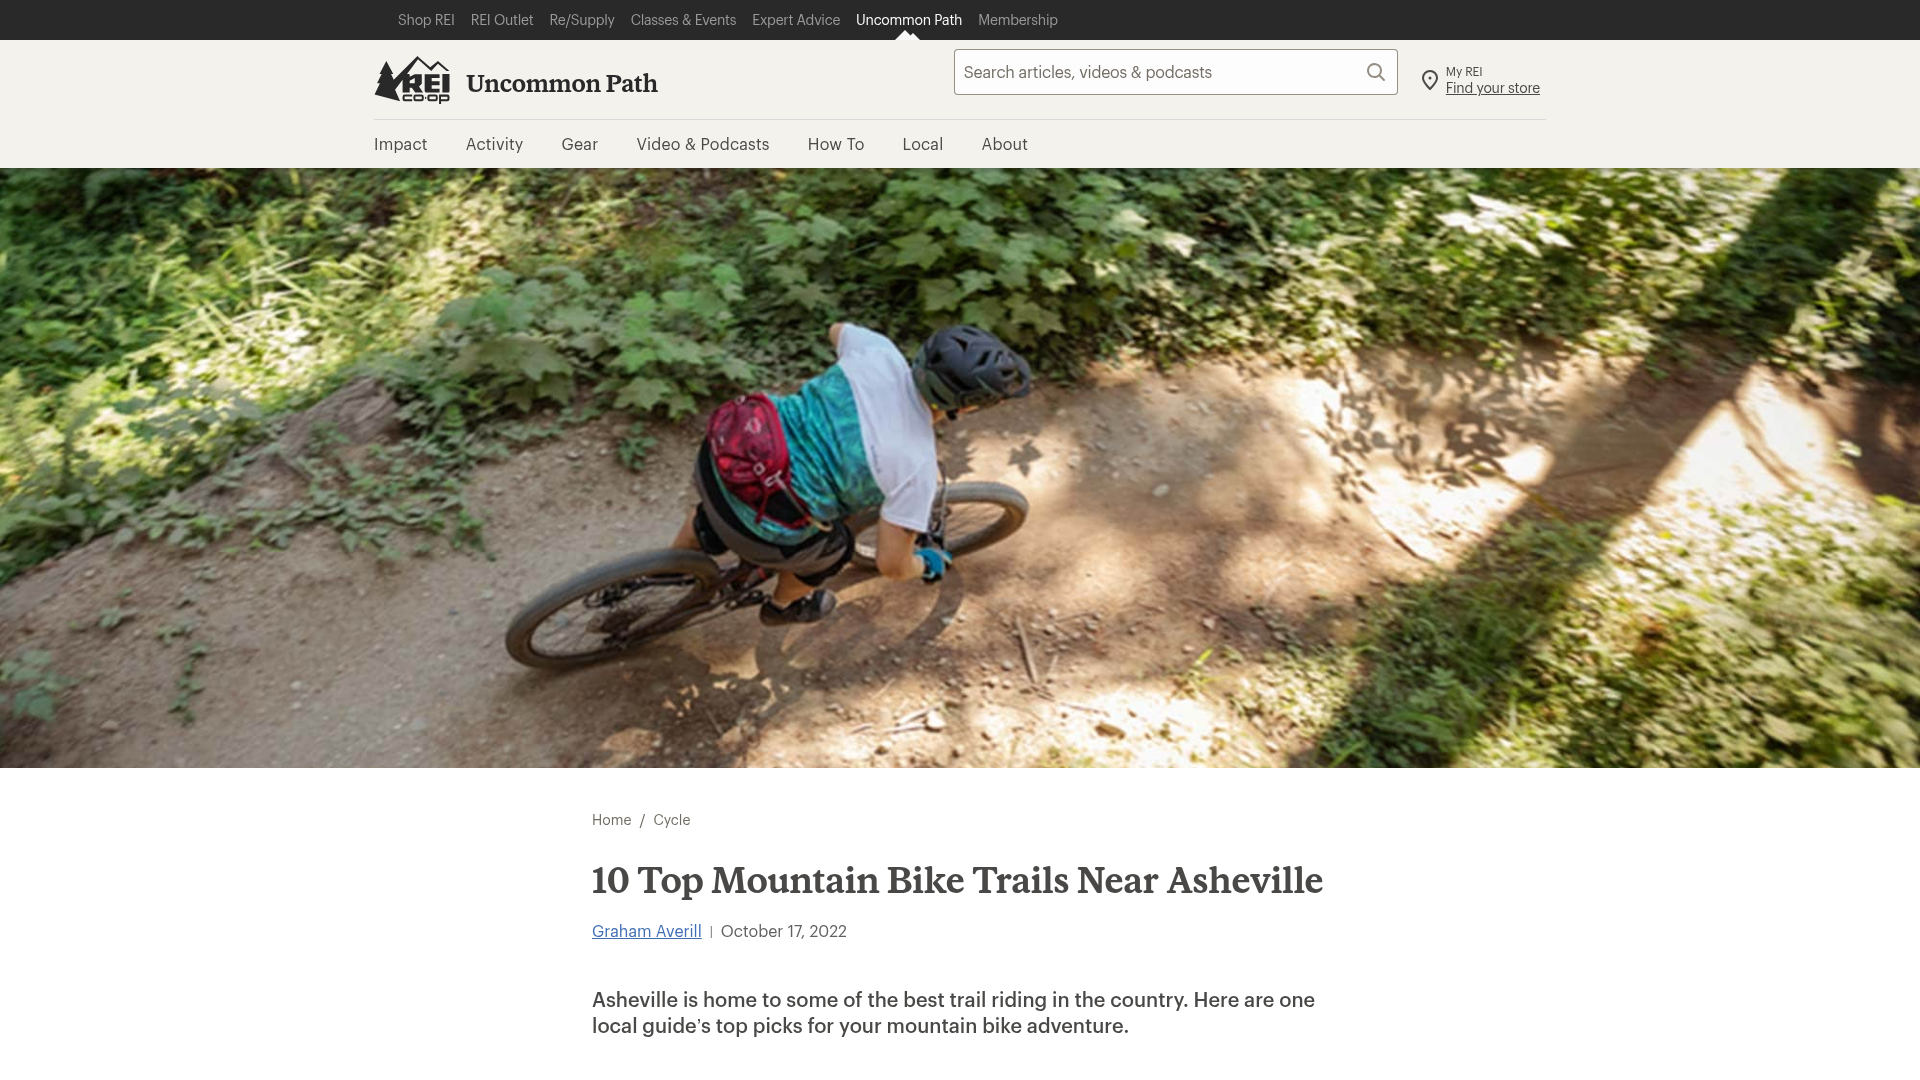 Shop REI REI Outlet Re/Supply Classes & Events Expert Advice Uncommon Path Membership
REI
CO·OP
Uncommon Path
Search articles, videos & podcasts
My REI
Find your store
Impact Activity Gear Video & Podcasts How To Local About
Home / Cycle
10 Top Mountain Bike Trails Near Asheville
Graham Averill | October 17, 2022
Asheville is home to some of the best trail riding in the country. Here are one
local guide’s top picks for your mountain bike adventure.